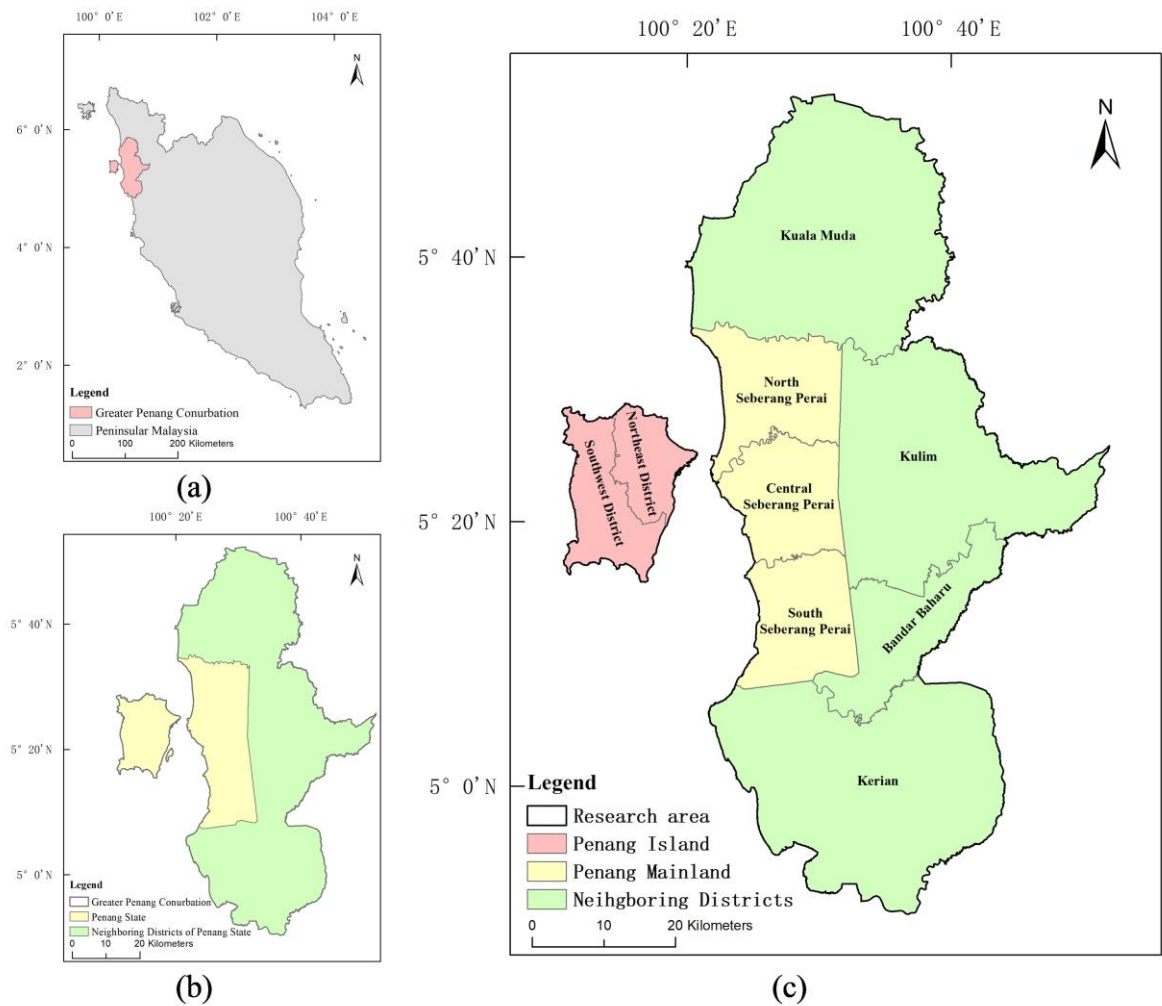 100° 0'E
102° 0'E
104° 0'E
N
6° 0'N
4° 0'N
2° 0'N
Legend
Greater Penang Conurbation
Peninsular Malaysia
0 100 200 Kilometers
(a)
100° 20'E
100° 40'E
N
5° 40'N
5° 20'N
5° 0'N
Legend
Greater Penang Conurbation
Penang State
Neighboring Districts of Penang State
0 10 20 Kilometers
(b)
100° 20'E
100° 40'E
N
5° 40'N
5° 20'N
5° 0'N
Kuala Muda
North
Seberang Perai
Northeast District
Southwest District
Kulim
Central
Seberang Perai
South
Seberang Perai
Bandar Baharu
Kerian
Legend
Research area
Penang Island
Penang Mainland
Neihgboring Districts
0 10 20 Kilometers
(c)